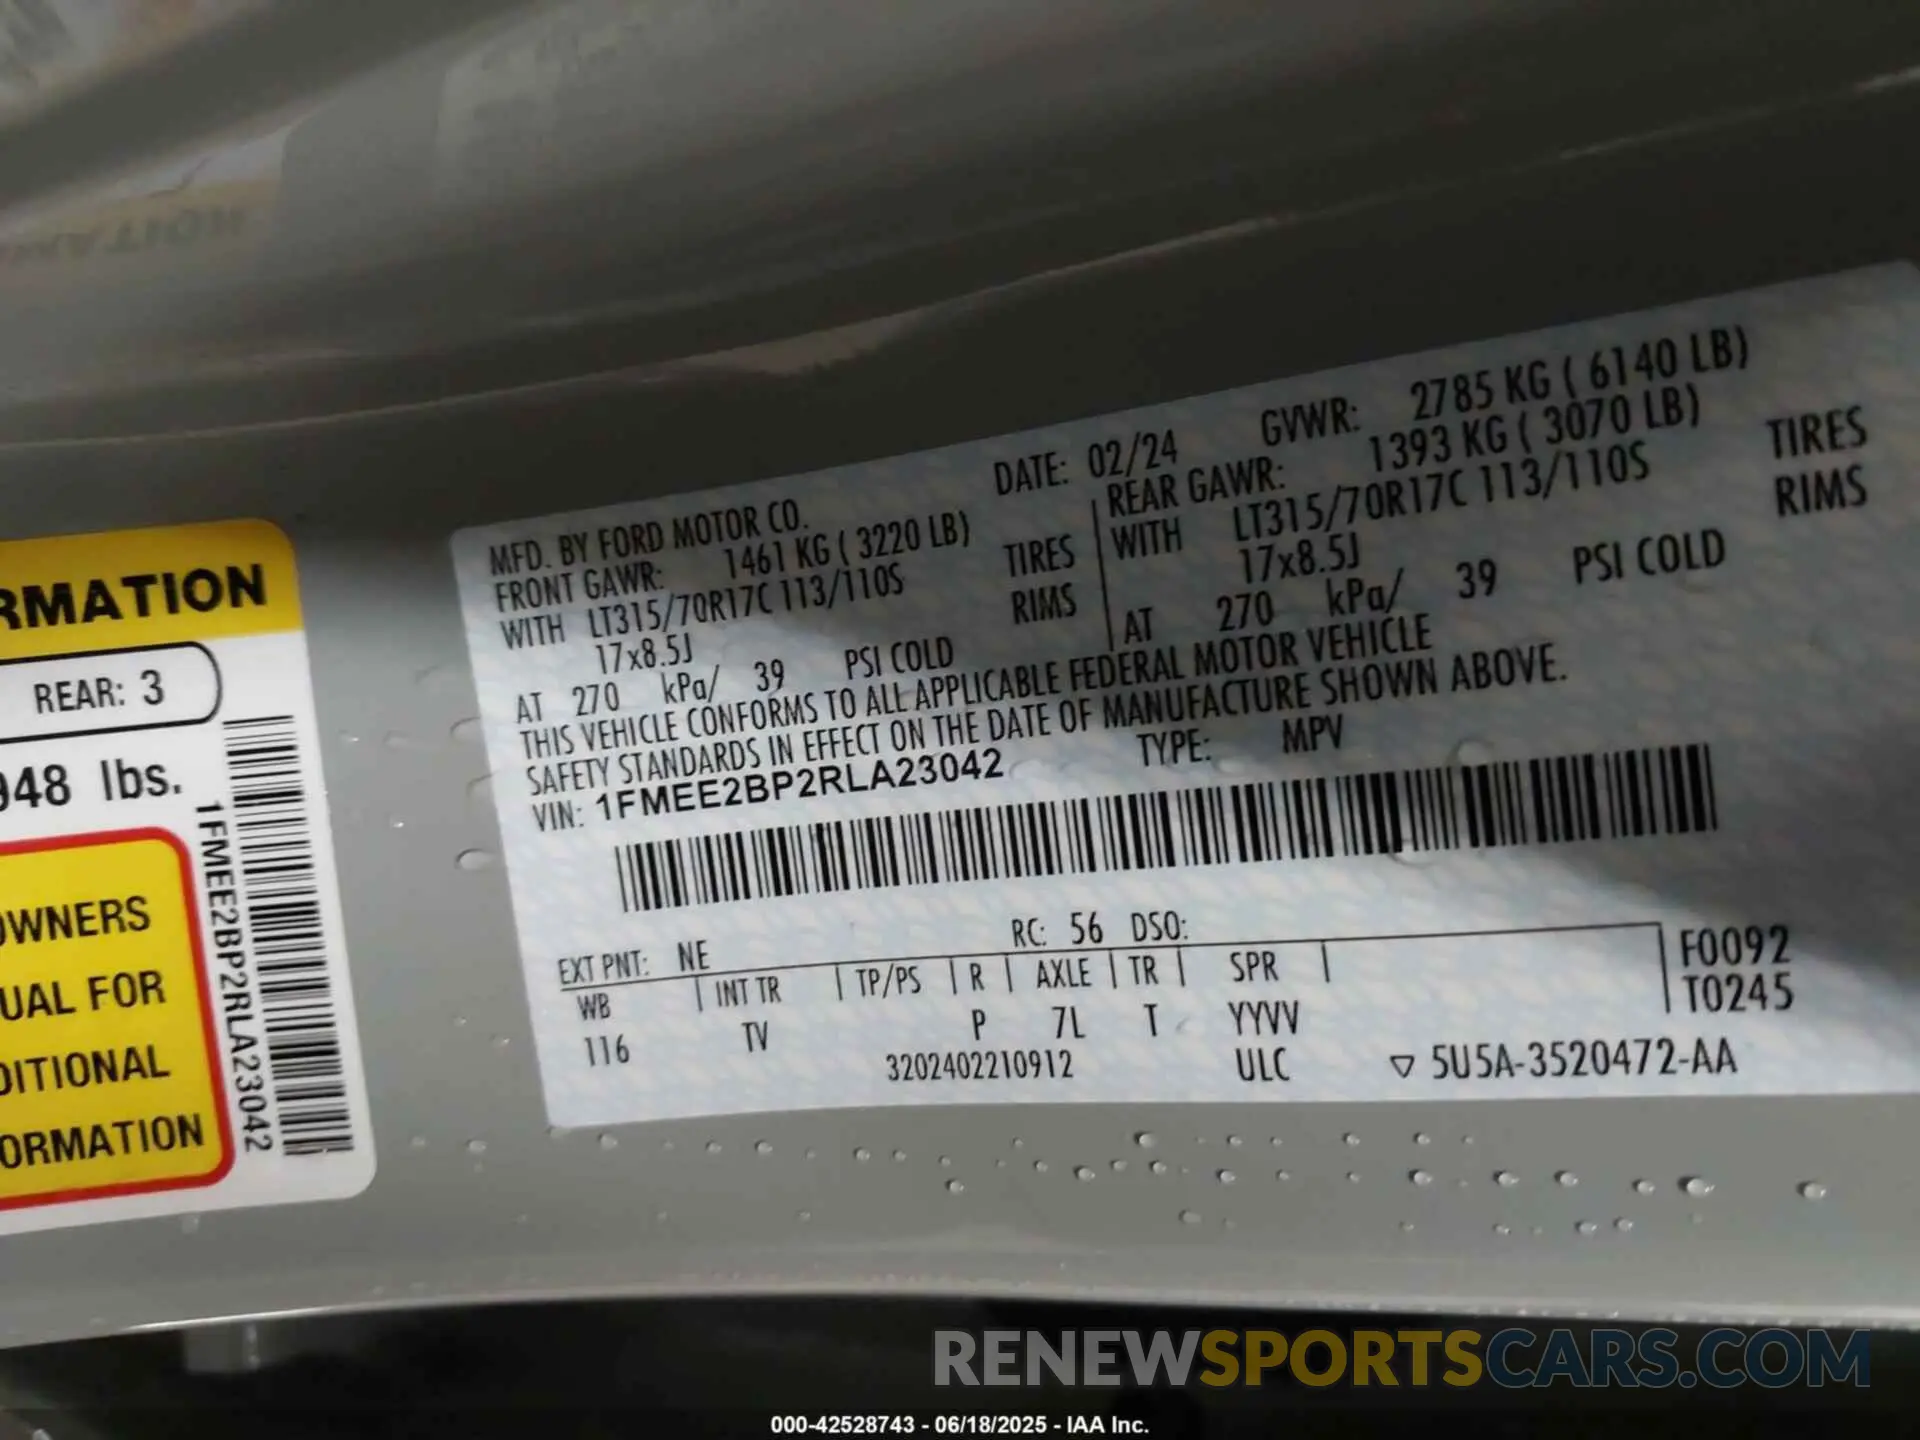 RMATION
REAR: 3
948 lbs.
OWNERS
UAL FOR
DITIONAL
ORMATION
1FMEE2BP2RLA23042
MFD. BY FORD MOTOR CO.
DATE: 02/24
GVWR: 2785 KG ( 6140 LB)
FRONT GAWR: 1461 KG ( 3220 LB)
WITH LT315/70R17C 113/110S TIRES
17x8.5J RIMS
AT 270 kPa/ 39 PSI COLD
REAR GAWR: 1393 KG ( 3070 LB)
WITH LT315/70R17C 113/110S TIRES
17x8.5J RIMS
AT 270 kPa/ 39 PSI COLD
THIS VEHICLE CONFORMS TO ALL APPLICABLE FEDERAL MOTOR VEHICLE
SAFETY STANDARDS IN EFFECT ON THE DATE OF MANUFACTURE SHOWN ABOVE.
VIN: 1FMEE2BP2RLA23042 TYPE: MPV
EXT PNT: NE RC: 56 DSO:
WB | INT TR | TP/PS | R | AXLE | TR | SPR | F0092
116 TV P 7L T YYVV T0245
3202402210912 ULC ▽ 5U5A-3520472-AA
RENEWSPORTSCARS.COM
000-42528743 - 06/18/2025 - IAA Inc.